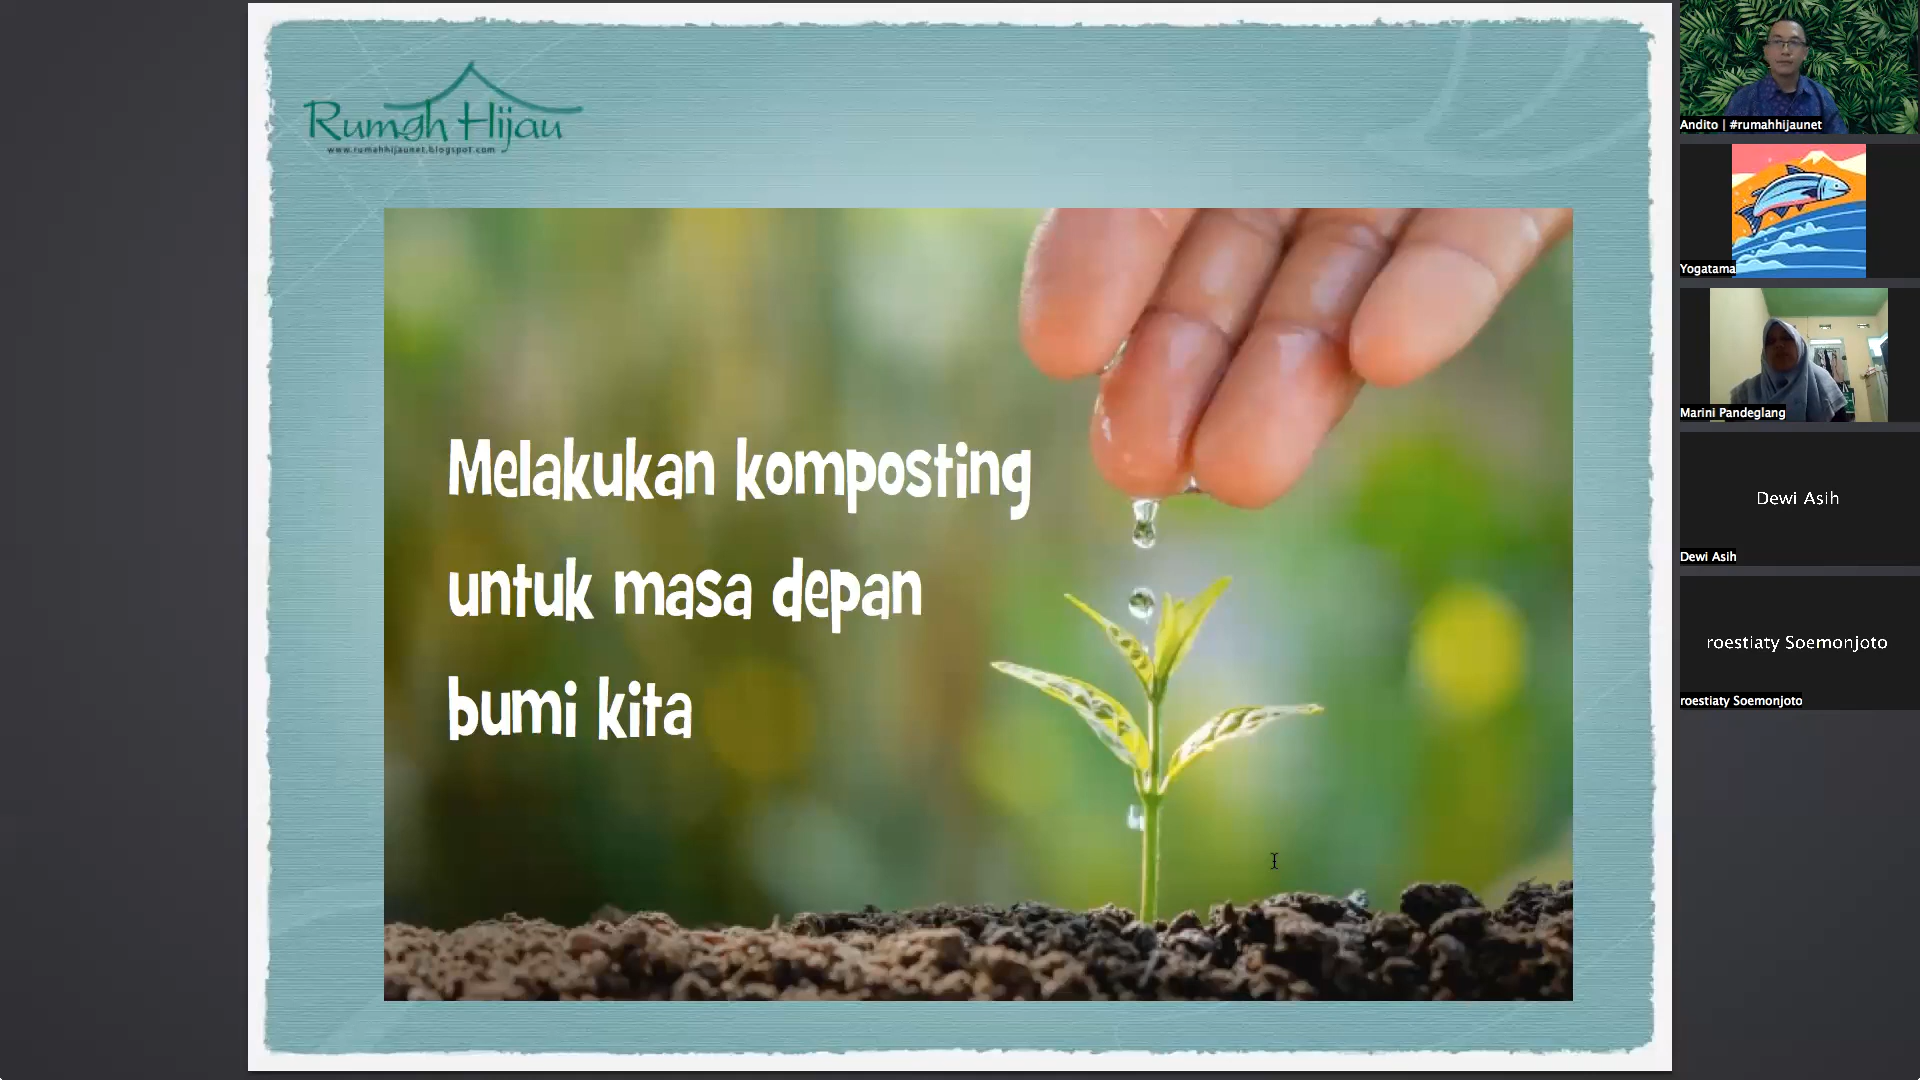 Rumah Hijau
www.rumahhijaunet.blogspot.com
Melakukan komposting
untuk masa depan
bumi kita
Andito | #rumahhijaunet
Yogatama
Marini Pandeglang
Dewi Asih
Dewi Asih
roestiaty Soemonjoto
roestiaty Soemonjoto